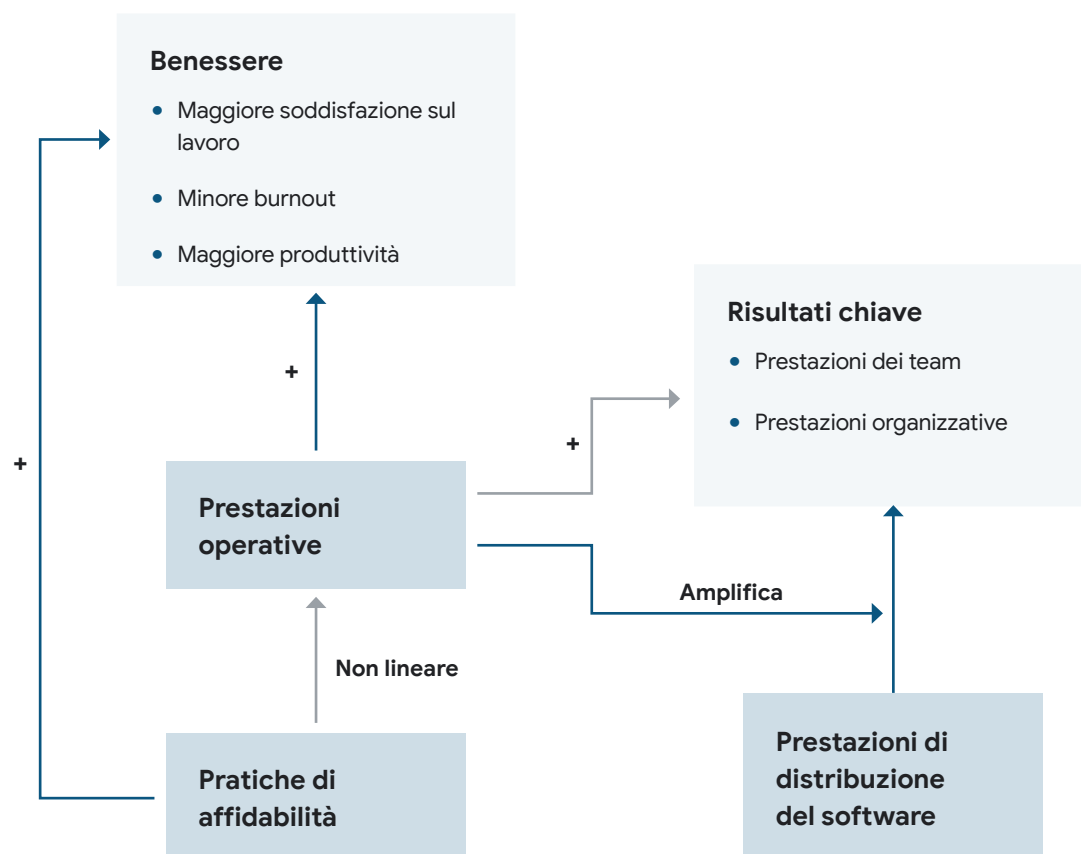 Benessere
• Maggiore soddisfazione sul
lavoro
• Minore burnout
• Maggiore produttività
+
+
Risultati chiave
• Prestazioni dei team
• Prestazioni organizzative
+
Prestazioni
operative
Amplifica
Non lineare
Pratiche di
affidabilità
Prestazioni di
distribuzione
del software